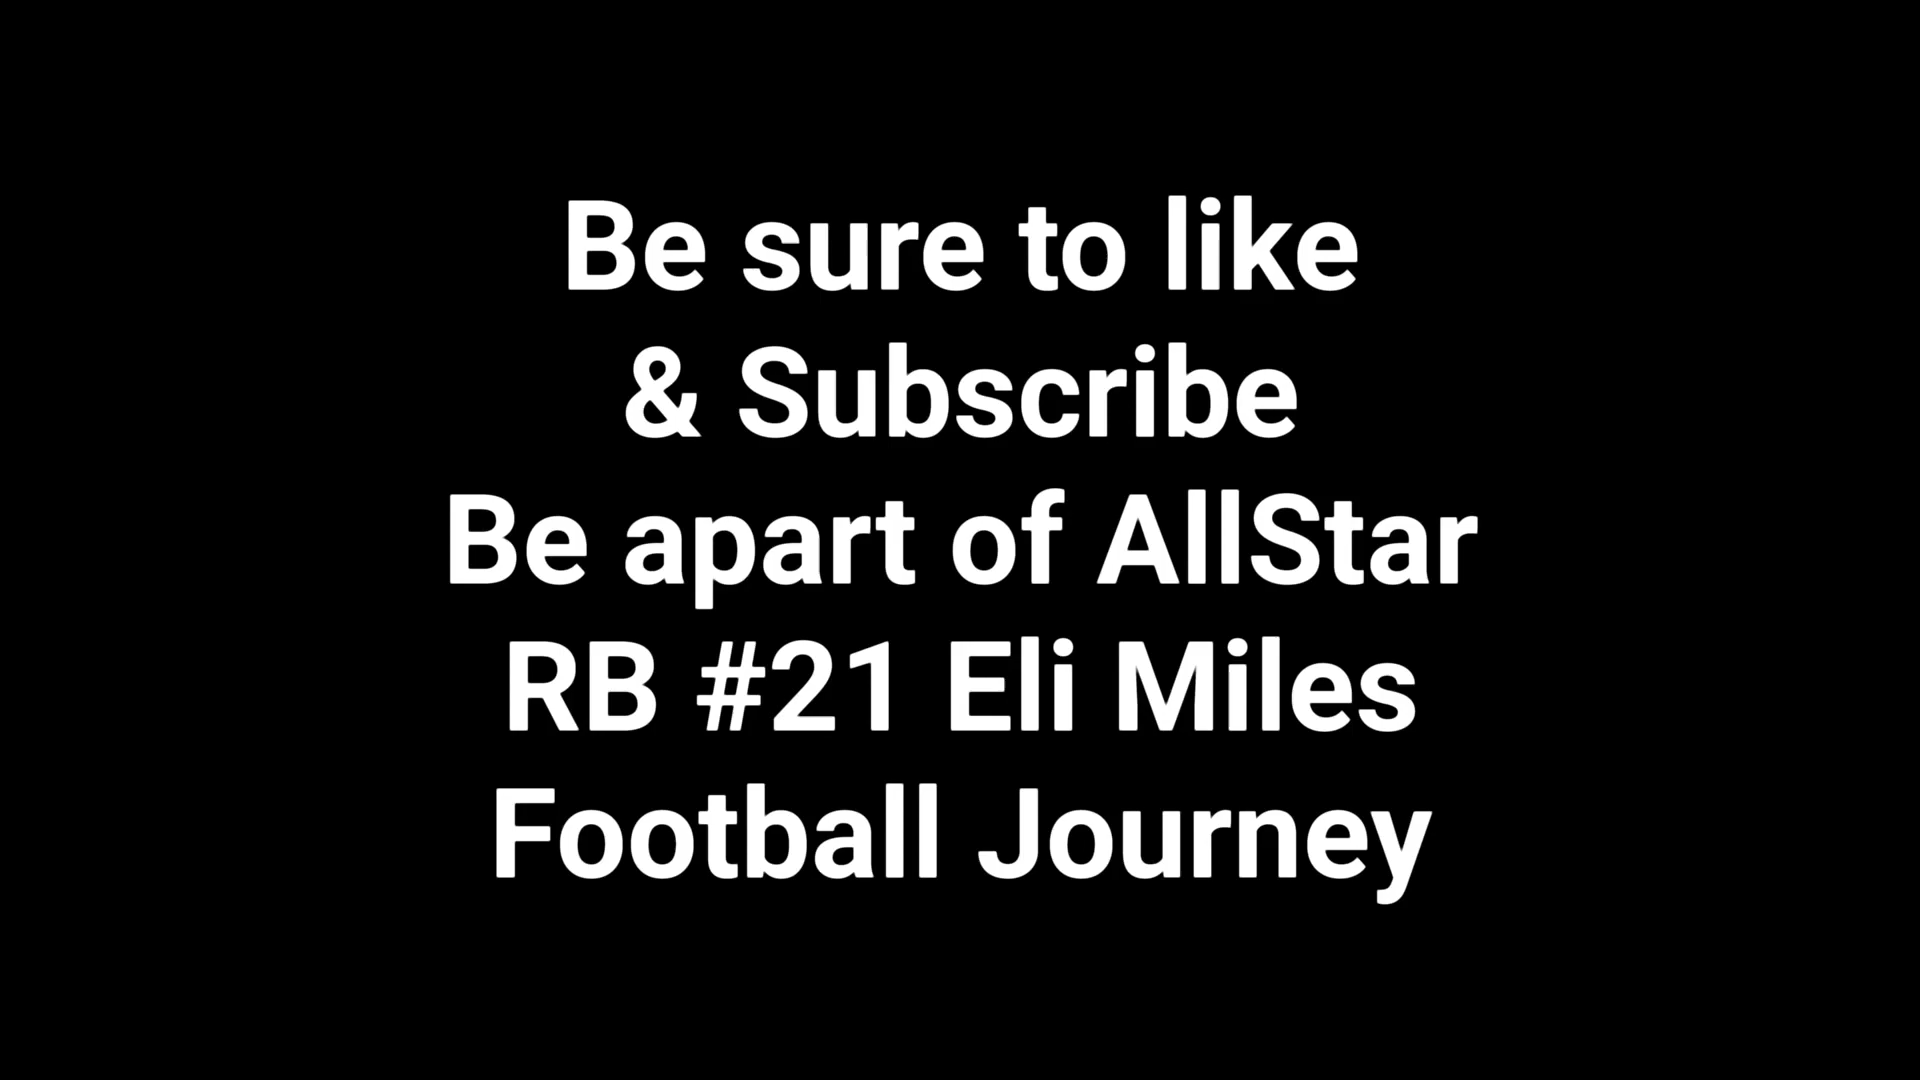 Be sure to like
& Subscribe
Be apart of AllStar
RB #21 Eli Miles
Football Journey